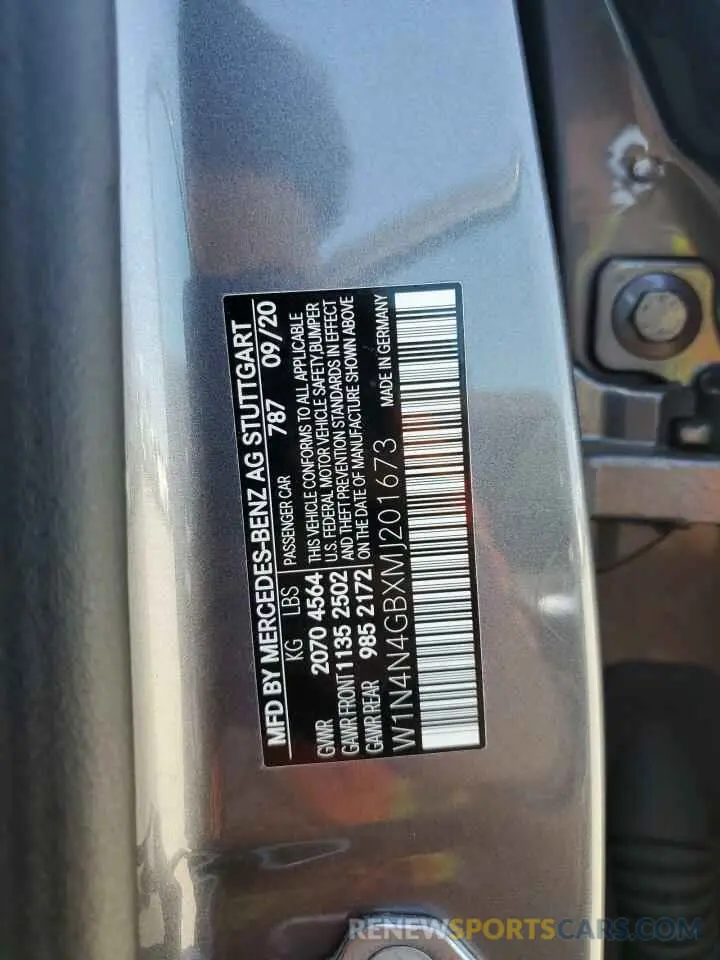 MFD BY MERCEDES-BENZ AG STUTTGART
KG LBS 787 09/20
PASSENGER CAR
GVWR 2070 4564 THIS VEHICLE CONFORMS TO ALL APPLICABLE
U.S. FEDERAL MOTOR VEHICLE SAFETY, BUMPER
GAWR FRONT 1135 2502 AND THEFT PREVENTION STANDARDS IN EFFECT
GAWR REAR 985 2172 ON THE DATE OF MANUFACTURE SHOWN ABOVE
W1N4N4GBXMJ201673 MADE IN GERMANY
RENEWSPORTSCARS.COM